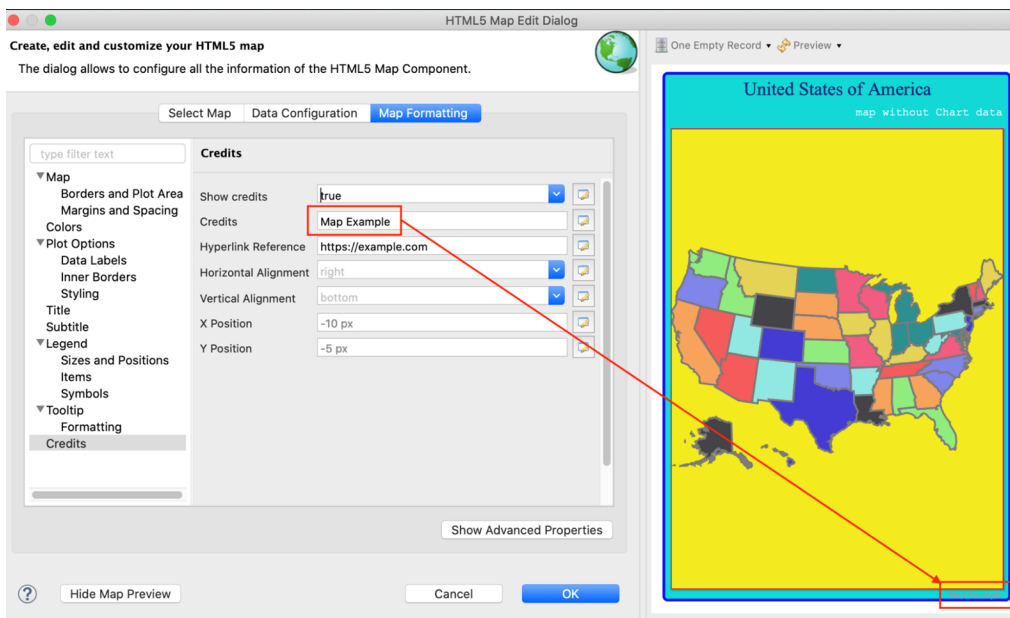 HTML5 Map Edit Dialog
Create, edit and customize your HTML5 map
The dialog allows to configure all the information of the HTML5 Map Component.
Select Map Data Configuration Map Formatting
type filter text
Map
Borders and Plot Area
Margins and Spacing
Colors
Plot Options
Data Labels
Inner Borders
Styling
Title
Subtitle
Legend
Sizes and Positions
Items
Symbols
Tooltip
Formatting
Credits
Credits
Show credits true
Credits Map Example
Hyperlink Reference https://example.com
Horizontal Alignment right
Vertical Alignment bottom
X Position -10 px
Y Position -5 px
Show Advanced Properties
? Hide Map Preview Cancel OK
One Empty Record Preview
United States of America
map without Chart data